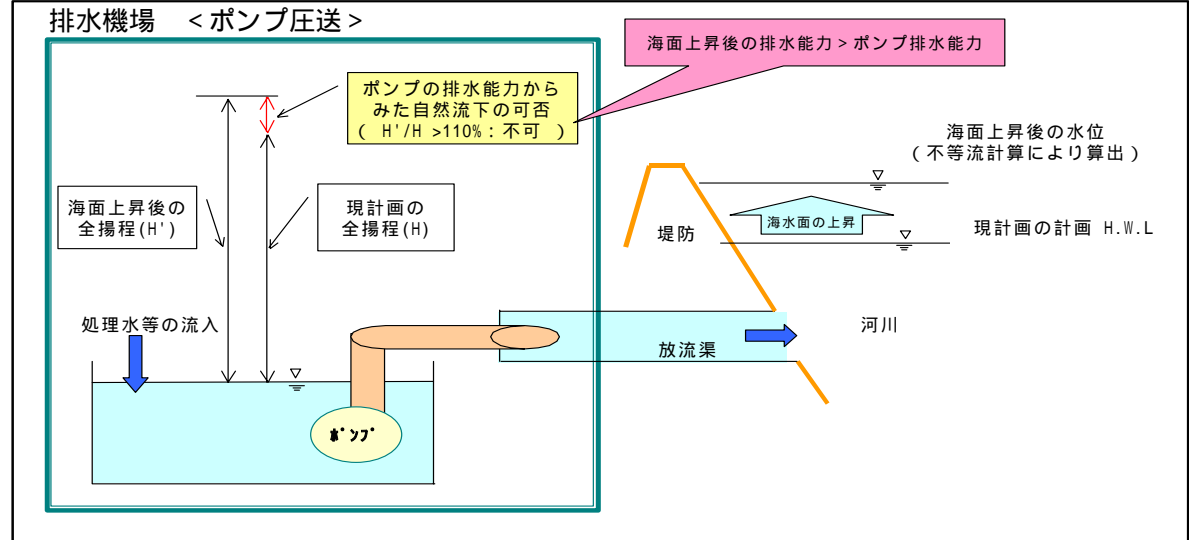 排水機場　<ポンプ圧送>
海面上昇後の排水能力>ポンプ排水能力
ポンプの排水能力から
みた自然流下の可否
( H'/H >110%:不可 )
海面上昇後の水位
(不等流計算により算出)
海面上昇後の
全揚程(H')
現計画の
全揚程(H)
海水面の上昇
堤防
現計画の計画 H.W.L
処理水等の流入
放流渠
河川
ﾎﾟﾝﾌﾟ